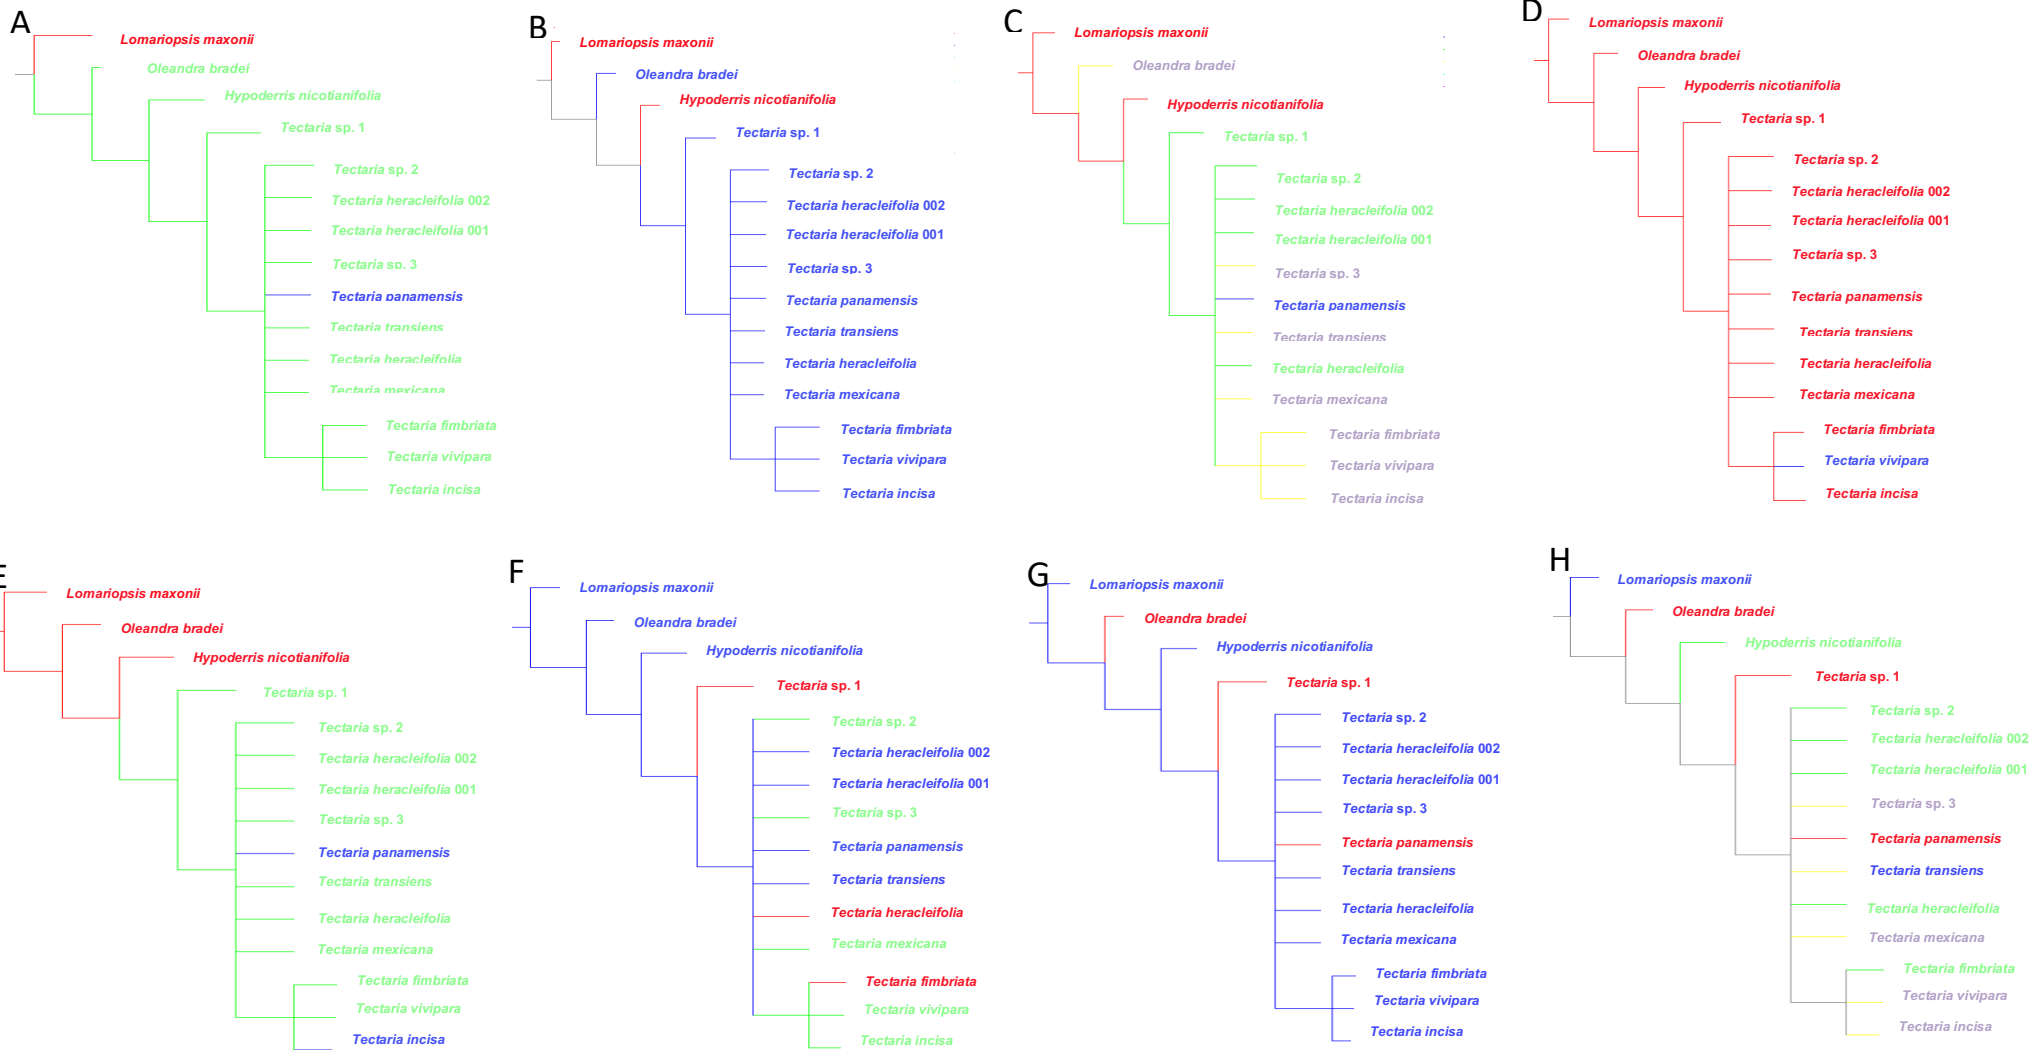 A
Lomariopsis maxonii
Oleandra bradei
Hypoderris nicotianifolia
Tectaria sp. 1
Tectaria sp. 2
Tectaria heracleifolia 002
Tectaria heracleifolia 001
Tectaria sp. 3
Tectaria panamensis
Tectaria transiens
Tectaria heracleifolia
Tectaria mexicana
Tectaria fimbriata
Tectaria vivipara
Tectaria incisa
B
Lomariopsis maxonii
Oleandra bradei
Hypoderris nicotianifolia
Tectaria sp. 1
Tectaria sp. 2
Tectaria heracleifolia 002
Tectaria heracleifolia 001
Tectaria sp. 3
Tectaria panamensis
Tectaria transiens
Tectaria heracleifolia
Tectaria mexicana
Tectaria fimbriata
Tectaria vivipara
Tectaria incisa
C
Lomariopsis maxonii
Oleandra bradei
Hypoderris nicotianifolia
Tectaria sp. 1
Tectaria sp. 2
Tectaria heracleifolia 002
Tectaria heracleifolia 001
Tectaria sp. 3
Tectaria panamensis
Tectaria transiens
Tectaria heracleifolia
Tectaria mexicana
Tectaria fimbriata
Tectaria vivipara
Tectaria incisa
D
Lomariopsis maxonii
Oleandra bradei
Hypoderris nicotianifolia
Tectaria sp. 1
Tectaria sp. 2
Tectaria heracleifolia 002
Tectaria heracleifolia 001
Tectaria sp. 3
Tectaria panamensis
Tectaria transiens
Tectaria heracleifolia
Tectaria mexicana
Tectaria fimbriata
Tectaria vivipara
Tectaria incisa
E
Lomariopsis maxonii
Oleandra bradei
Hypoderris nicotianifolia
Tectaria sp. 1
Tectaria sp. 2
Tectaria heracleifolia 002
Tectaria heracleifolia 001
Tectaria sp. 3
Tectaria panamensis
Tectaria transiens
Tectaria heracleifolia
Tectaria mexicana
Tectaria fimbriata
Tectaria vivipara
Tectaria incisa
F
Lomariopsis maxonii
Oleandra bradei
Hypoderris nicotianifolia
Tectaria sp. 1
Tectaria sp. 2
Tectaria heracleifolia 002
Tectaria heracleifolia 001
Tectaria sp. 3
Tectaria panamensis
Tectaria transiens
Tectaria heracleifolia
Tectaria mexicana
Tectaria fimbriata
Tectaria vivipara
Tectaria incisa
G
Lomariopsis maxonii
Oleandra bradei
Hypoderris nicotianifolia
Tectaria sp. 1
Tectaria sp. 2
Tectaria heracleifolia 002
Tectaria heracleifolia 001
Tectaria sp. 3
Tectaria panamensis
Tectaria transiens
Tectaria heracleifolia
Tectaria mexicana
Tectaria fimbriata
Tectaria vivipara
Tectaria incisa
H
Lomariopsis maxonii
Oleandra bradei
Hypoderris nicotianifolia
Tectaria sp. 1
Tectaria sp. 2
Tectaria heracleifolia 002
Tectaria heracleifolia 001
Tectaria sp. 3
Tectaria panamensis
Tectaria transiens
Tectaria heracleifolia
Tectaria mexicana
Tectaria fimbriata
Tectaria vivipara
Tectaria incisa